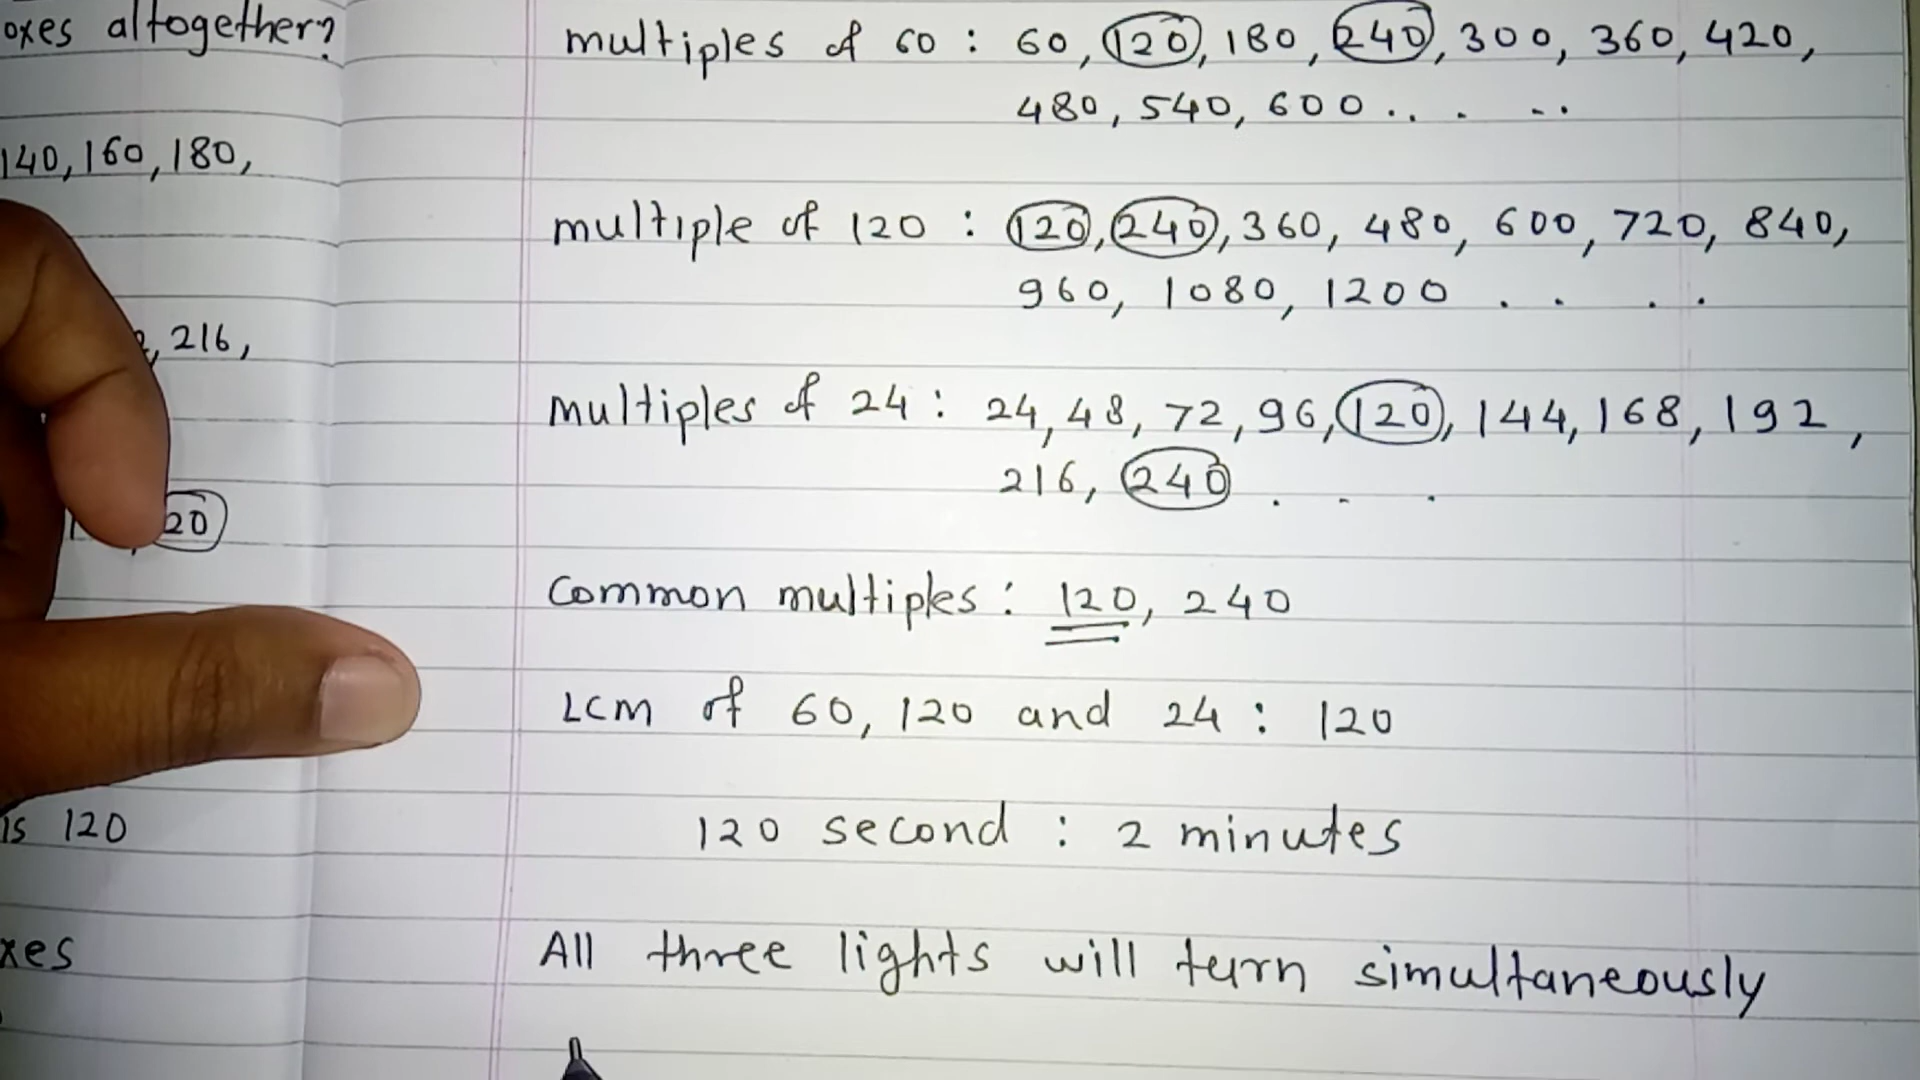 oxes altogether?
140, 160, 180,
, 216,
20
is 120
xes
multiples of 60 : 60, 120, 180, 240, 300, 360, 420,
480, 540, 600 .. . ..
multiple of 120 : 120, 240, 360, 480, 600, 720, 840,
960, 1080, 1200 . . . .
multiples of 24 : 24, 48, 72, 96, 120, 144, 168, 192,
216, 240 . . .
Common multiples : 120, 240
LCM of 60, 120 and 24 : 120
120 second : 2 minutes
All three lights will turn simultaneously